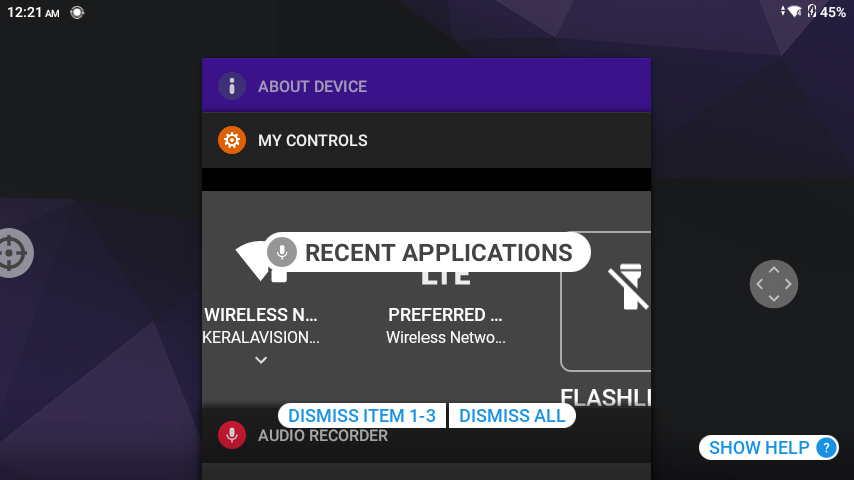 12:21 AM
45%
ABOUT DEVICE
MY CONTROLS
RECENT APPLICATIONS
LTE
WIRELESS N...
PREFERRED ...
KERALAVISION...
Wireless Netwo...
FLASHLI
DISMISS ITEM 1-3
DISMISS ALL
AUDIO RECORDER
SHOW HELP ?